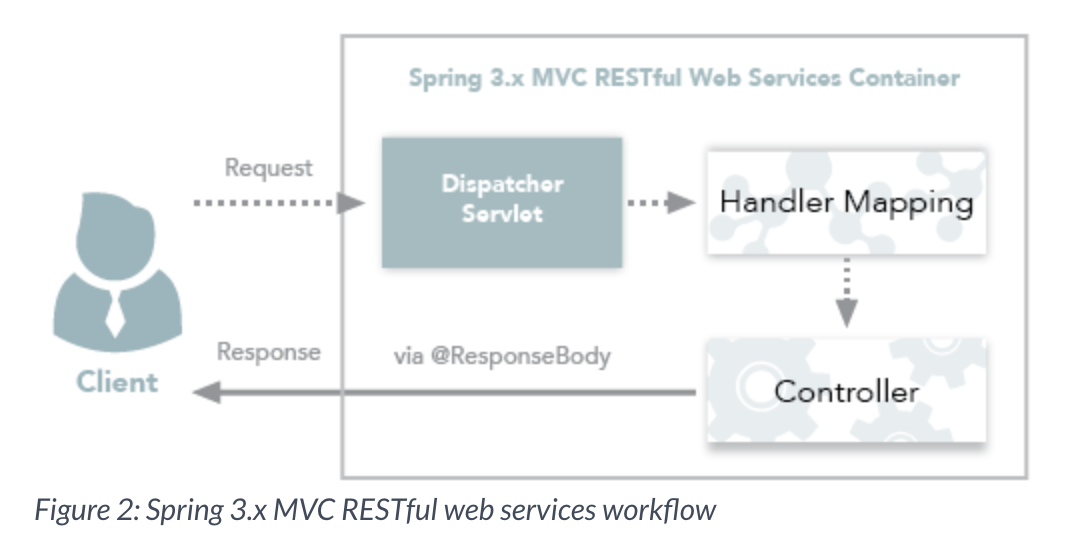 Spring 3.x MVC RESTful Web Services Container
Request
Dispatcher
Servlet
Handler Mapping
Response
via @ResponseBody
Client
Controller
Figure 2: Spring 3.x MVC RESTful web services workflow